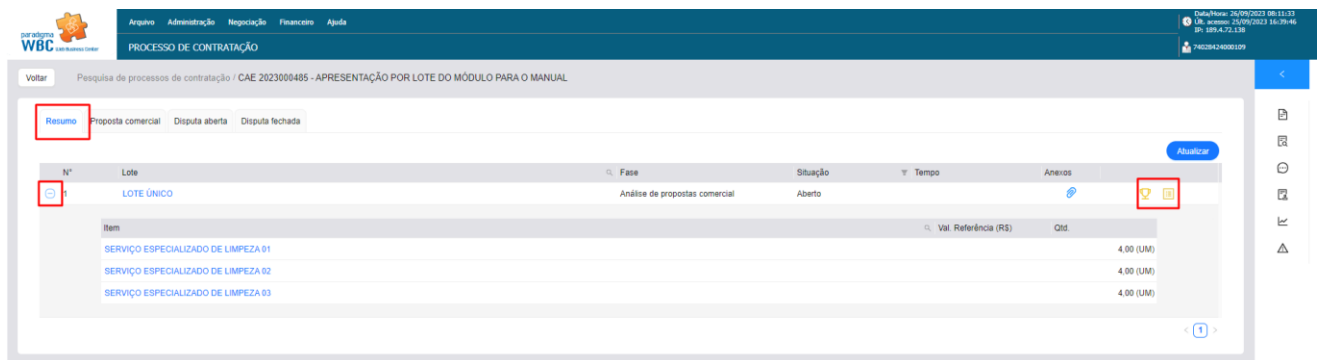 paradigma
WBC
Arquivo Administração Negociação Financeiro Ajuda
Data/Hora: 26/09/2023 08:11:33
Últ. acesso: 25/09/2023 16:39:46
IP: 189.4.72.138
PROCESSO DE CONTRATAÇÃO
74028424000109
Voltar Pesquisa de processos de contratação / CAE 2023000485 - APRESENTAÇÃO POR LOTE DO MÓDULO PARA O MANUAL
Resumo Proposta comercial Disputa aberta Disputa fechada
Atualizar
N° Lote Fase Situação Tempo Anexos
1 LOTE ÚNICO Análise de propostas comercial Aberto
Item Val. Referência (R$) Qtd.
SERVIÇO ESPECIALIZADO DE LIMPEZA 01 4,00 (UM)
SERVIÇO ESPECIALIZADO DE LIMPEZA 02 4,00 (UM)
SERVIÇO ESPECIALIZADO DE LIMPEZA 03 4,00 (UM)
< 1 >